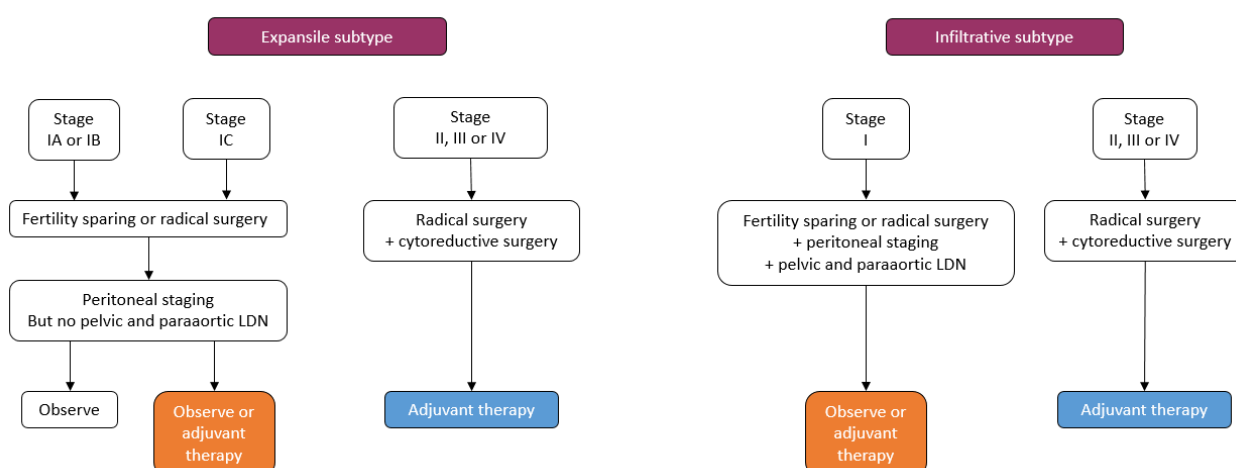 Expansile subtype
Infiltrative subtype
Stage
IA or IB
Stage
IC
Stage
II, III or IV
Stage
I
Stage
II, III or IV
Fertility sparing or radical surgery
Radical surgery
+ cytoreductive surgery
Fertility sparing or radical surgery
+ peritoneal staging
+ pelvic and paraaortic LDN
Radical surgery
+ cytoreductive surgery
Peritoneal staging
But no pelvic and paraaortic LDN
Observe
Observe or
adjuvant
therapy
Adjuvant therapy
Observe or
adjuvant
therapy
Adjuvant therapy